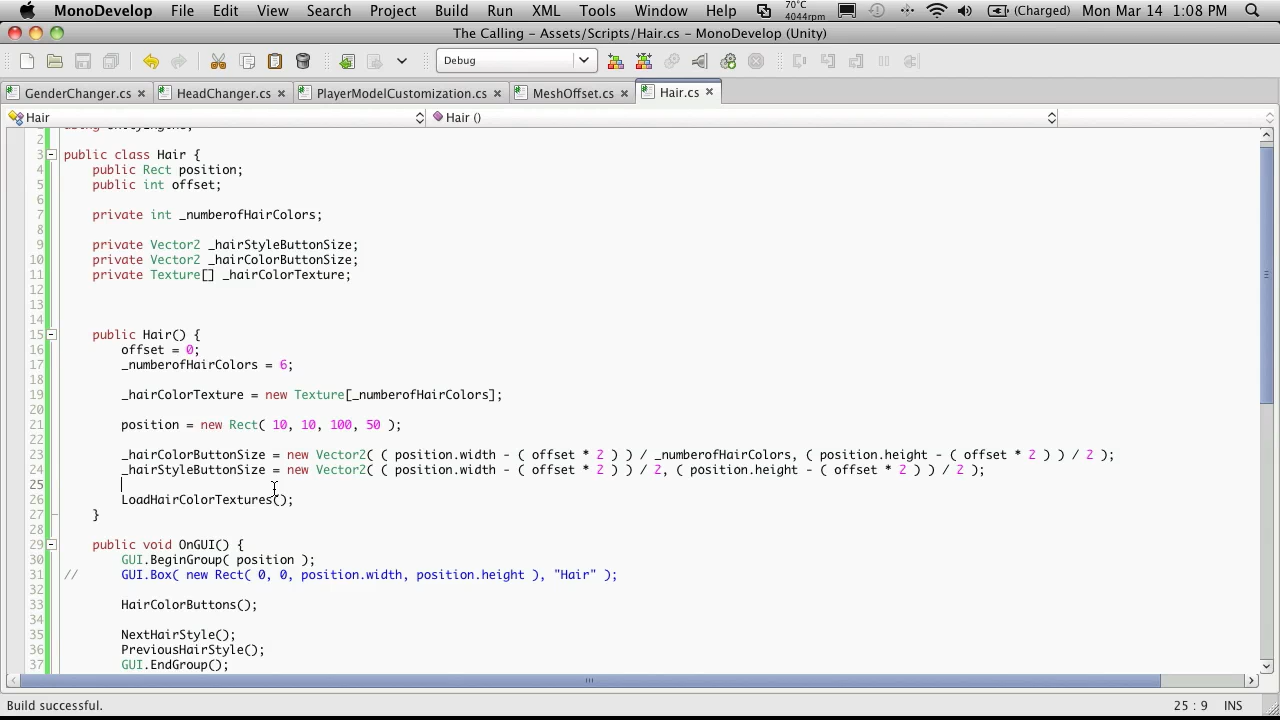 MonoDevelop File Edit View Search Project Build Run XML Tools Window Help 70°C 4044rpm (Charged) Mon Mar 14 1:08 PM
The Calling - Assets/Scripts/Hair.cs - MonoDevelop (Unity)
Debug
GenderChanger.cs HeadChanger.cs PlayerModelCustomization.cs MeshOffset.cs Hair.cs
Hair Hair ()
2
3 public class Hair {
4 public Rect position;
5 public int offset;
6
7 private int _numberofHairColors;
8
9 private Vector2 _hairStyleButtonSize;
10 private Vector2 _hairColorButtonSize;
11 private Texture[] _hairColorTexture;
12
13
14
15 public Hair() {
16 offset = 0;
17 _numberofHairColors = 6;
18
19 _hairColorTexture = new Texture[_numberofHairColors];
20
21 position = new Rect( 10, 10, 100, 50 );
22
23 _hairColorButtonSize = new Vector2( ( position.width - ( offset * 2 ) ) / _numberofHairColors, ( position.height - ( offset * 2 ) ) / 2 );
24 _hairStyleButtonSize = new Vector2( ( position.width - ( offset * 2 ) ) / 2, ( position.height - ( offset * 2 ) ) / 2 );
25
26 LoadHairColorTextures();
27 }
28
29 public void OnGUI() {
30 GUI.BeginGroup( position );
31 // GUI.Box( new Rect( 0, 0, position.width, position.height ), "Hair" );
32
33 HairColorButtons();
34
35 NextHairStyle();
36 PreviousHairStyle();
37 GUI.EndGroup();
Build successful. 25 : 9 INS